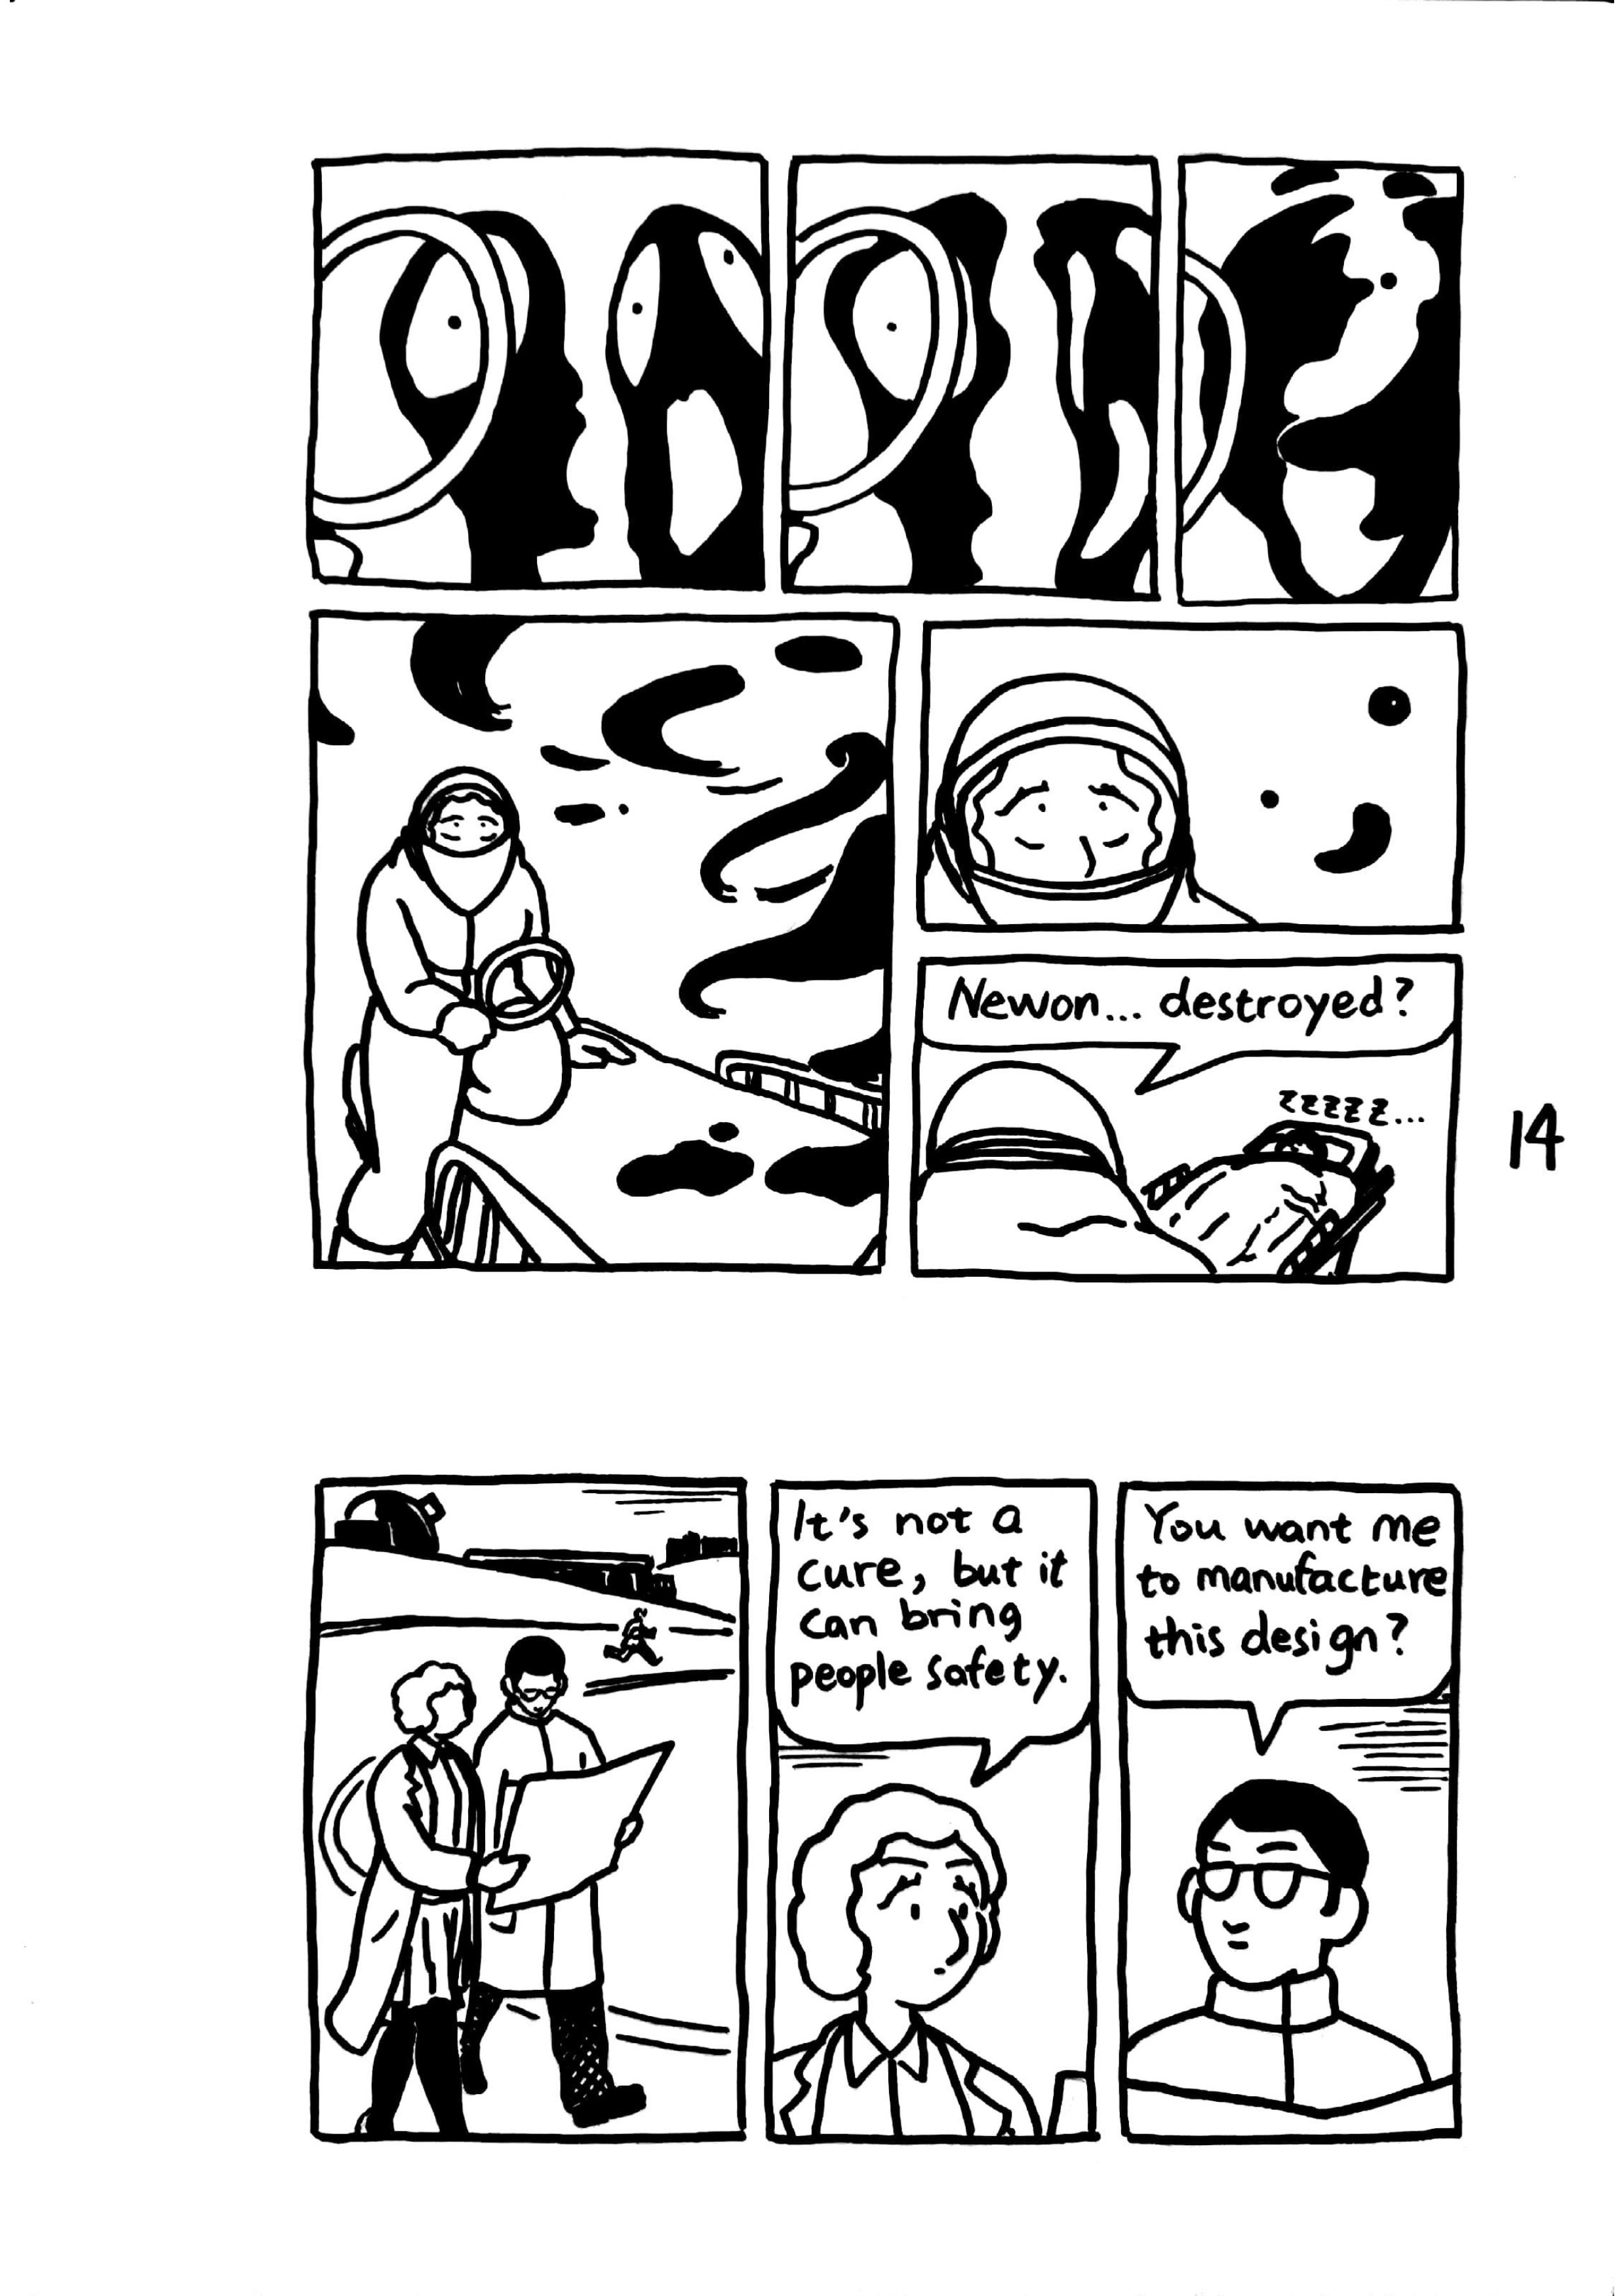 Newon... destroyed?
zzzzz...
14
It's not a
cure, but it
can bring
people safety.
You want me
to manufacture
this design?